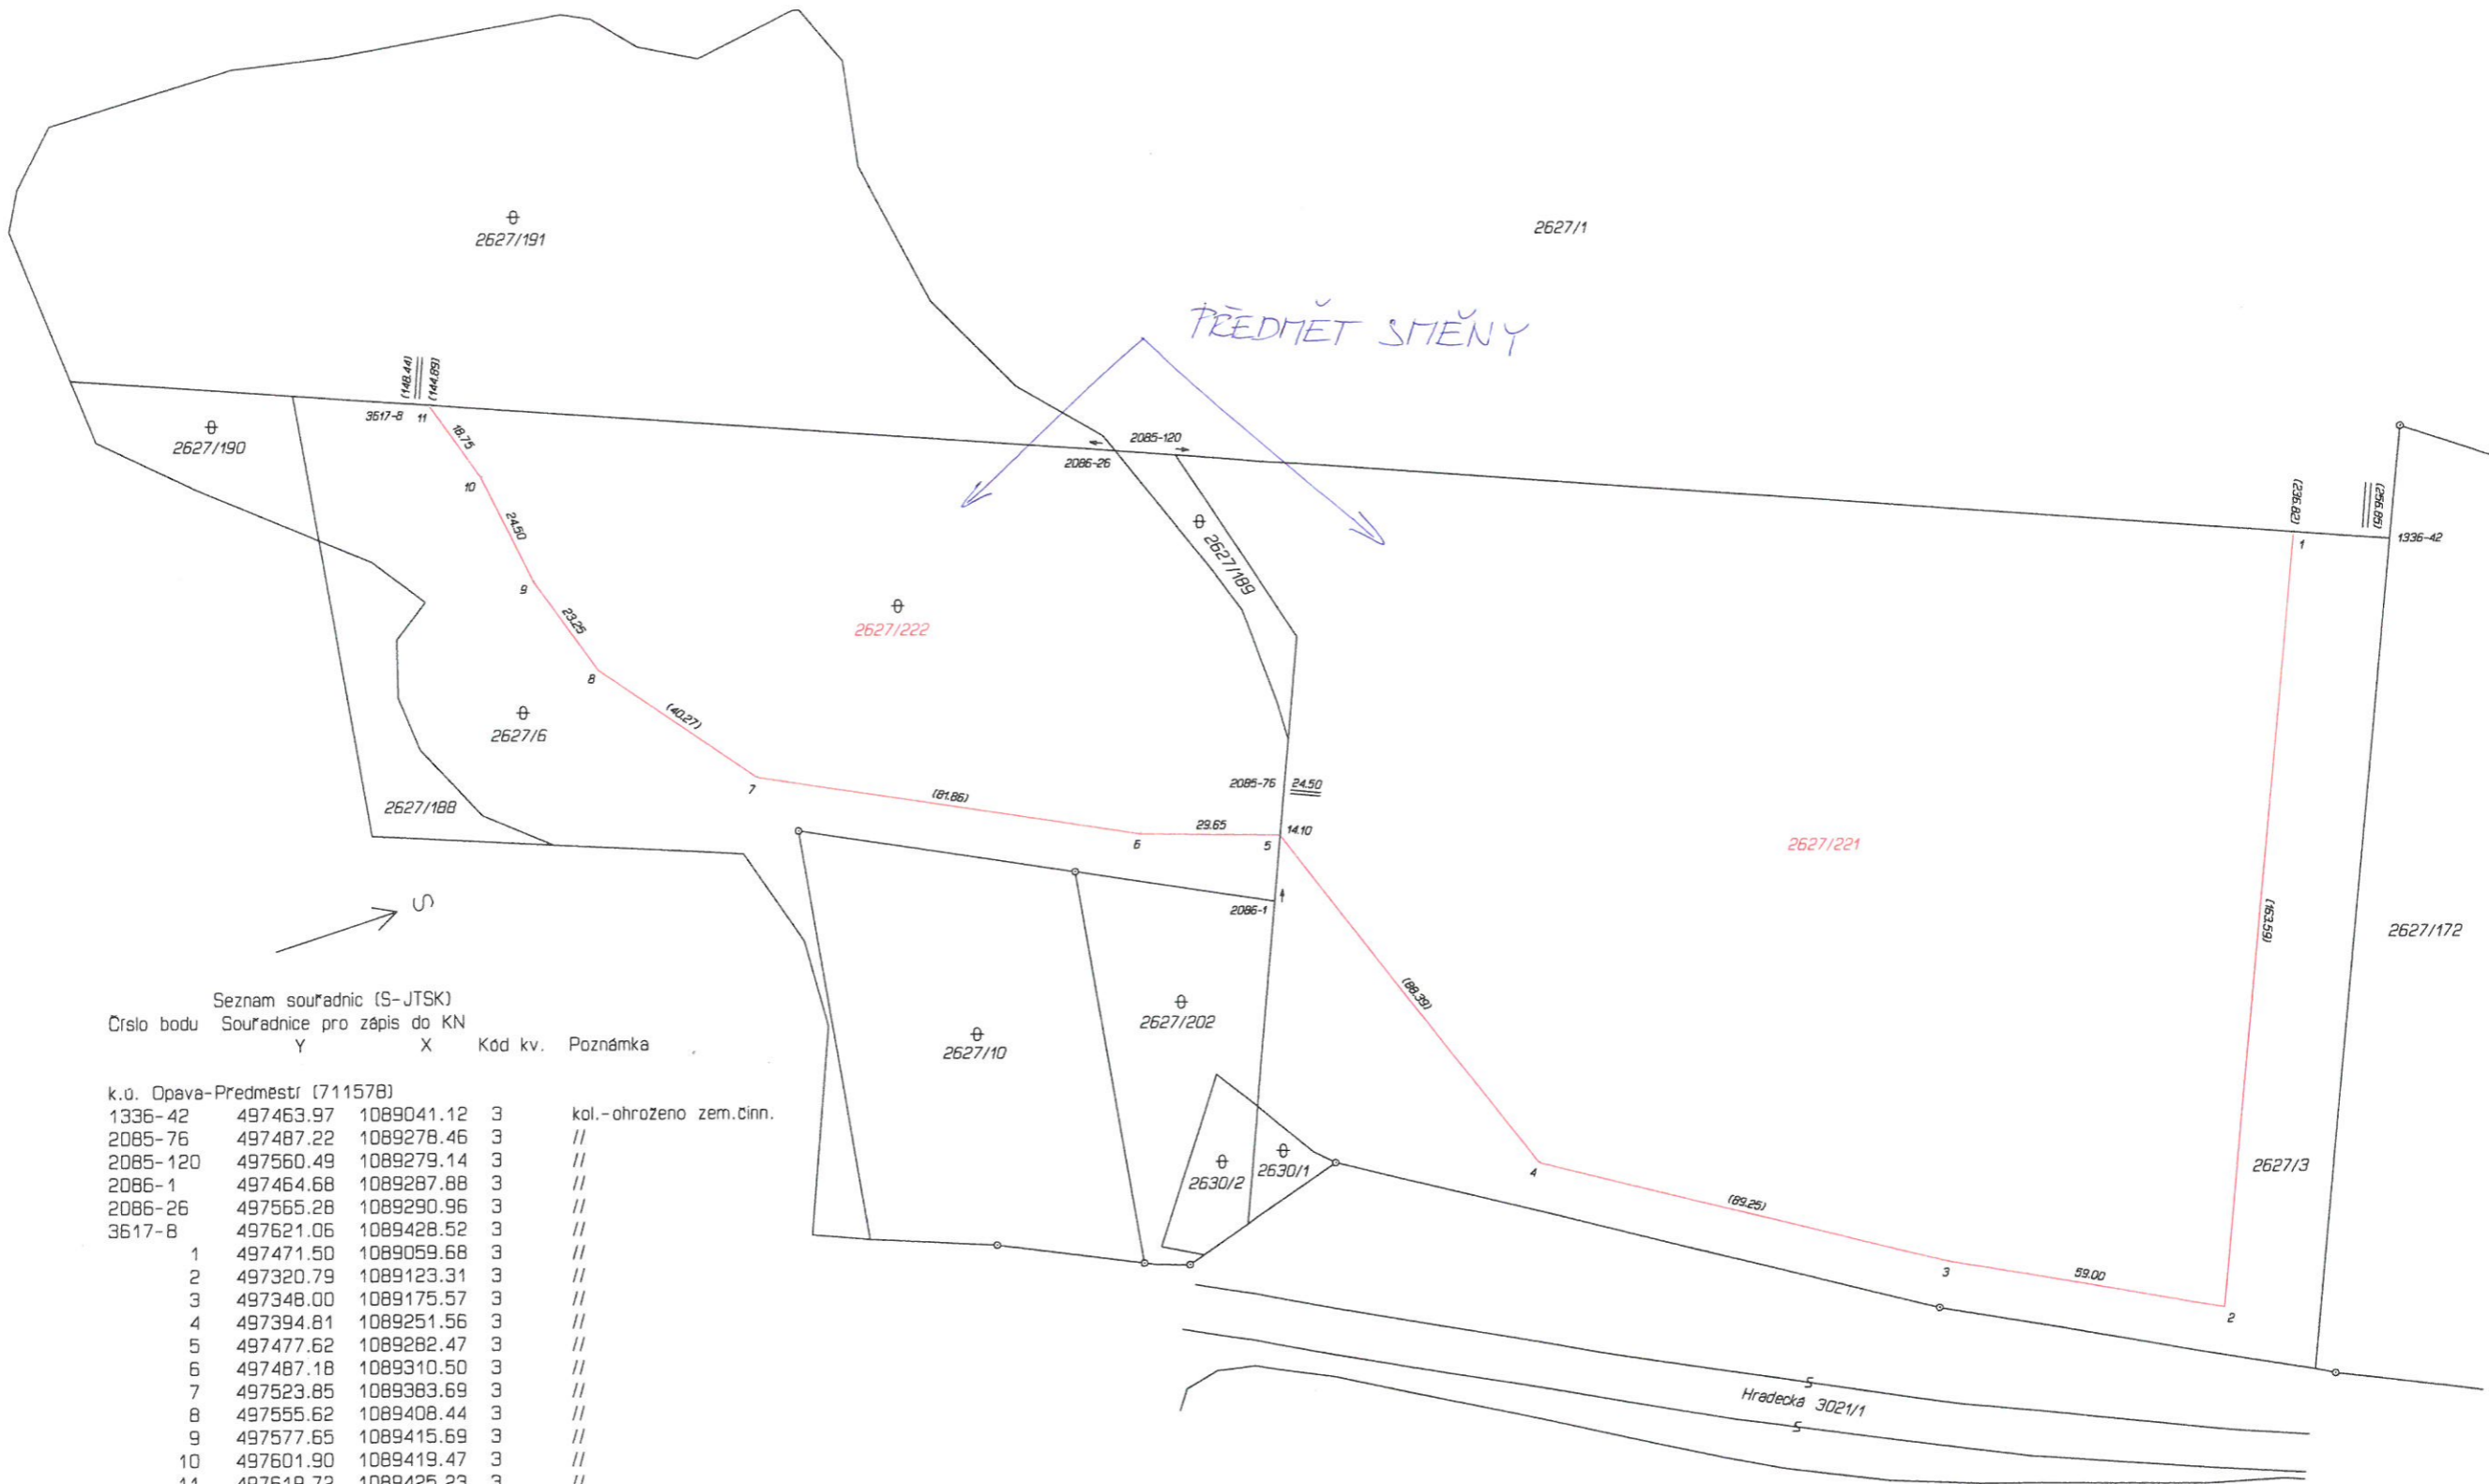 2627/191
2627/1
PŘEDMĚT SMĚNY
(148.44)
(144.89)
3617-8 11
18.75
2627/190
10
24.50
9
23.25
8
(40.27)
7
(81.86)
6
29.65
5
14.10
2085-120
2086-26
2627/189
(236.82)
1
(256.85)
1336-42
2627/222
2627/6
2627/188
2085-76 24.50
2627/221
2086-1
(153.59)
2627/172
S
(88.39)
2627/202
2627/10
2630/2
2630/1
4
(89.25)
3
59.00
2
2627/3
Hradecká 3021/1
Seznam souřadnic (S-JTSK)
Číslo bodu Souřadnice pro zápis do KN
Y X Kód kv. Poznámka
k.ú. Opava-Předměstí (711578)
1336-42 497463.97 1089041.12 3 kol.-ohroženo zem.činn.
2085-76 497487.22 1089278.46 3 //
2085-120 497560.49 1089279.14 3 //
2086-1 497464.68 1089287.88 3 //
2086-26 497565.28 1089290.96 3 //
3617-8 497621.06 1089428.52 3 //
1 497471.50 1089059.68 3 //
2 497320.79 1089123.31 3 //
3 497348.00 1089175.57 3 //
4 497394.81 1089251.56 3 //
5 497477.62 1089282.47 3 //
6 497487.18 1089310.50 3 //
7 497523.85 1089383.69 3 //
8 497555.62 1089408.44 3 //
9 497577.65 1089415.69 3 //
10 497601.90 1089419.47 3 //
11 497619.72 1089425.23 3 //